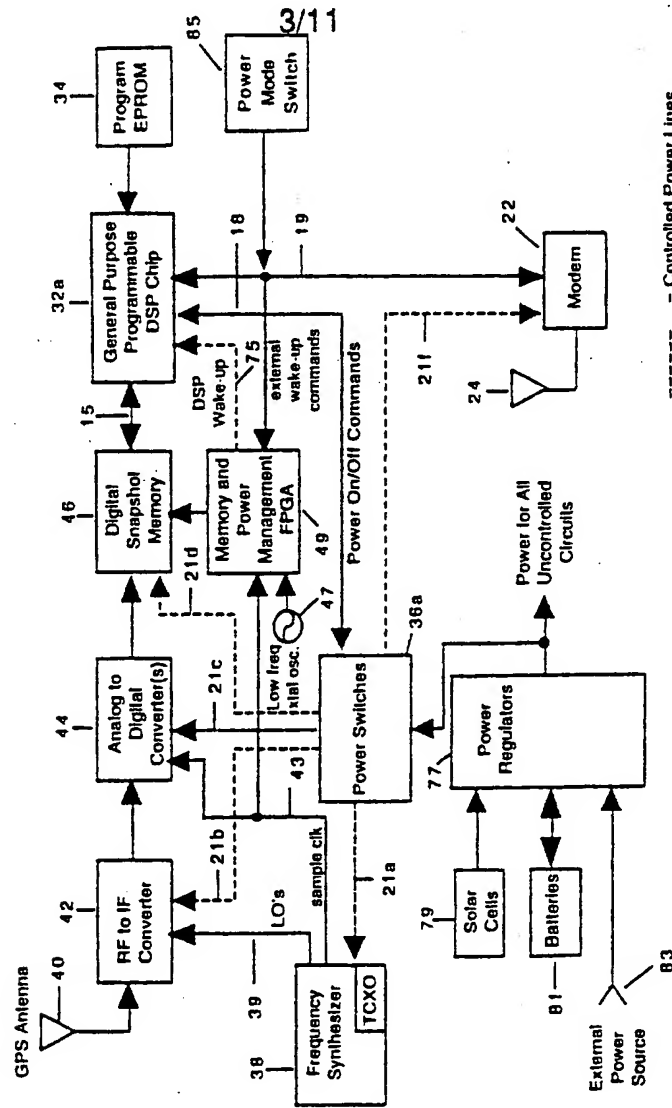 3/11
GPS Antenna
40
42
RF to IF
Converter
44
Analog to
Digital
Converter(s)
46
Digital
Snapshot
Memory
15
32a
General Purpose
Programmable
DSP Chip
34
Program
EPROM
85
Power
Mode
Switch
39
LO's
21b
43
sample clk
21c
21d
Low freq
xtal osc.
47
Memory and
Power
Management
FPGA
49
DSP
Wake-up
75
external
wake-up
commands
18
19
Power On/Off Commands
38
Frequency
Synthesizer
TCXO
21a
Power Switches
36a
21f
24
22
Modem
77
Power
Regulators
Power for All
Uncontrolled
Circuits
79
Solar
Cells
81
Batteries
83
External
Power
Source
= Controlled Power Lines